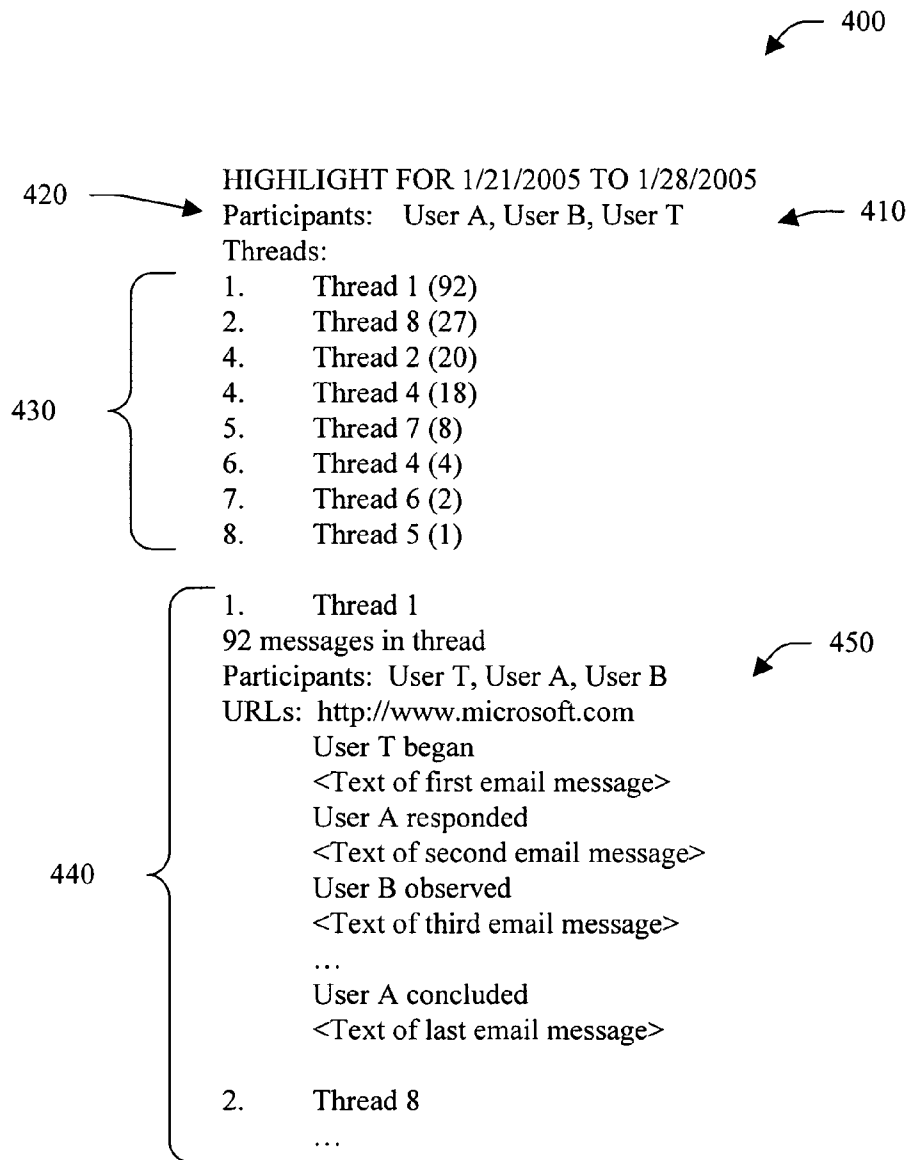 400
HIGHLIGHT FOR 1/21/2005 TO 1/28/2005
420
Participants: User A, User B, User T
410
Threads:
1. Thread 1 (92)
2. Thread 8 (27)
4. Thread 2 (20)
4. Thread 4 (18)
430
5. Thread 7 (8)
6. Thread 4 (4)
7. Thread 6 (2)
8. Thread 5 (1)
1. Thread 1
92 messages in thread
450
Participants: User T, User A, User B
URLs: http://www.microsoft.com
User T began
<Text of first email message>
User A responded
<Text of second email message>
440
User B observed
<Text of third email message>
...
User A concluded
<Text of last email message>
2. Thread 8
...